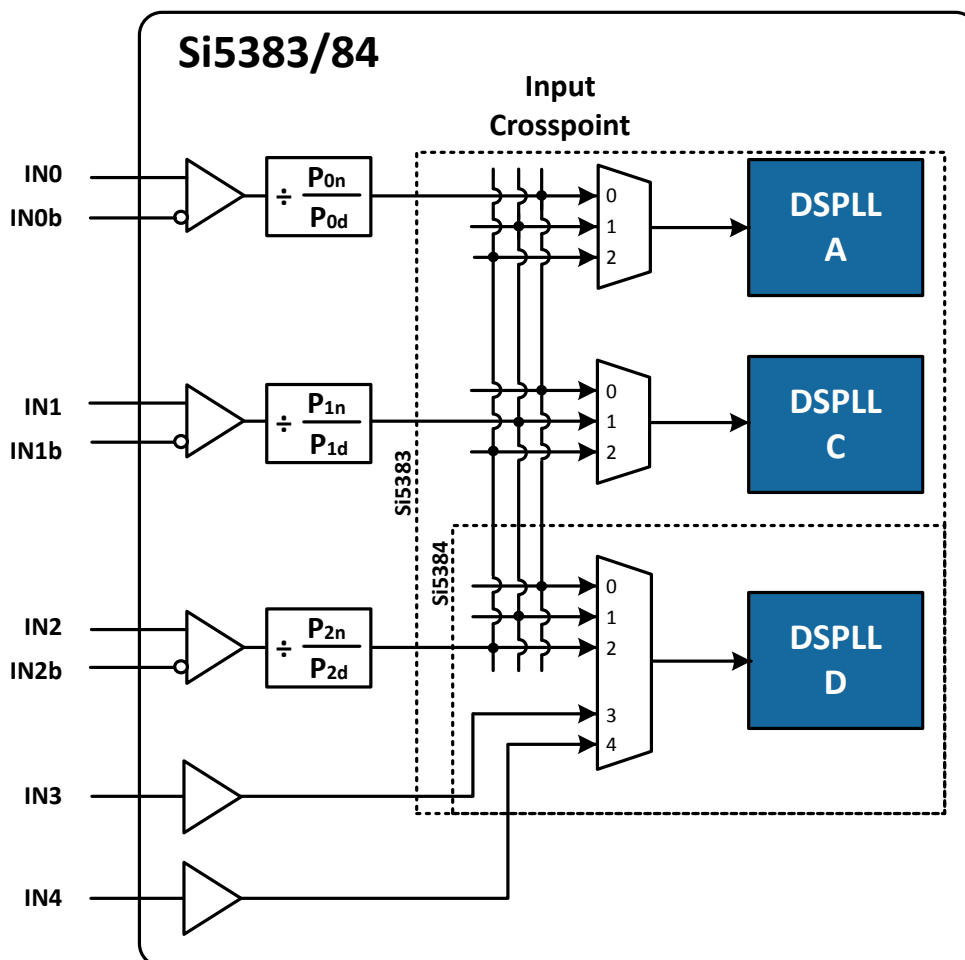 Si5383/84
Input
Crosspoint
IN0
IN0b
÷ P0n
P0d
0
1
2
DSPLL
A
IN1
IN1b
÷ P1n
P1d
0
1
2
DSPLL
C
Si5383
Si5384
IN2
IN2b
÷ P2n
P2d
0
1
2
3
4
DSPLL
D
IN3
IN4